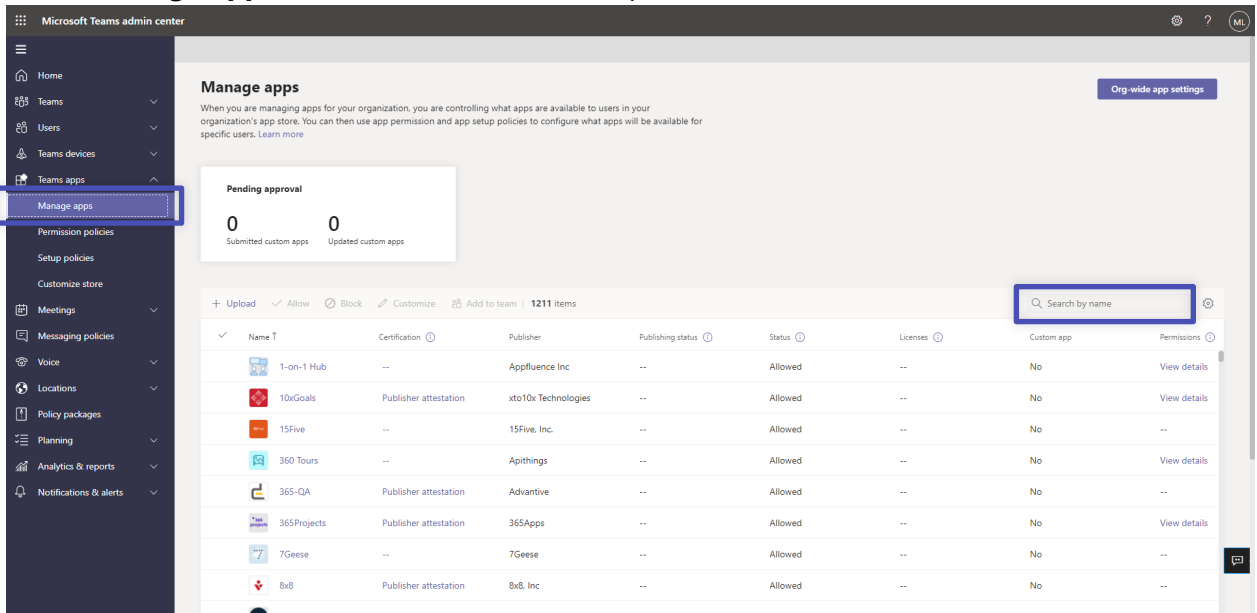 Microsoft Teams admin center
?
ML
Home
Teams
Users
Teams devices
Teams apps
Manage apps
Permission policies
Setup policies
Customize store
Meetings
Messaging policies
Voice
Locations
Policy packages
Planning
Analytics & reports
Notifications & alerts
Manage apps
Org-wide app settings
When you are managing apps for your organization, you are controlling what apps are available to users in your
organization's app store. You can then use app permission and app setup policies to configure what apps will be available for
specific users. Learn more
Pending approval
0 0
Submitted custom apps Updated custom apps
+ Upload Allow Block Customize Add to team | 1211 items Search by name
Name ↑ Certification Publisher Publishing status Status Licenses Custom app Permissions
1-on-1 Hub -- Appfluence Inc -- Allowed -- No View details
10xGoals Publisher attestation xto10x Technologies -- Allowed -- No View details
15Five -- 15Five, Inc. -- Allowed -- No --
360 Tours -- Apithings -- Allowed -- No View details
365-QA Publisher attestation Advantive -- Allowed -- No --
365Projects Publisher attestation 365Apps -- Allowed -- No View details
7Geese -- 7Geese -- Allowed -- No --
8x8 Publisher attestation 8x8, Inc -- Allowed -- No --